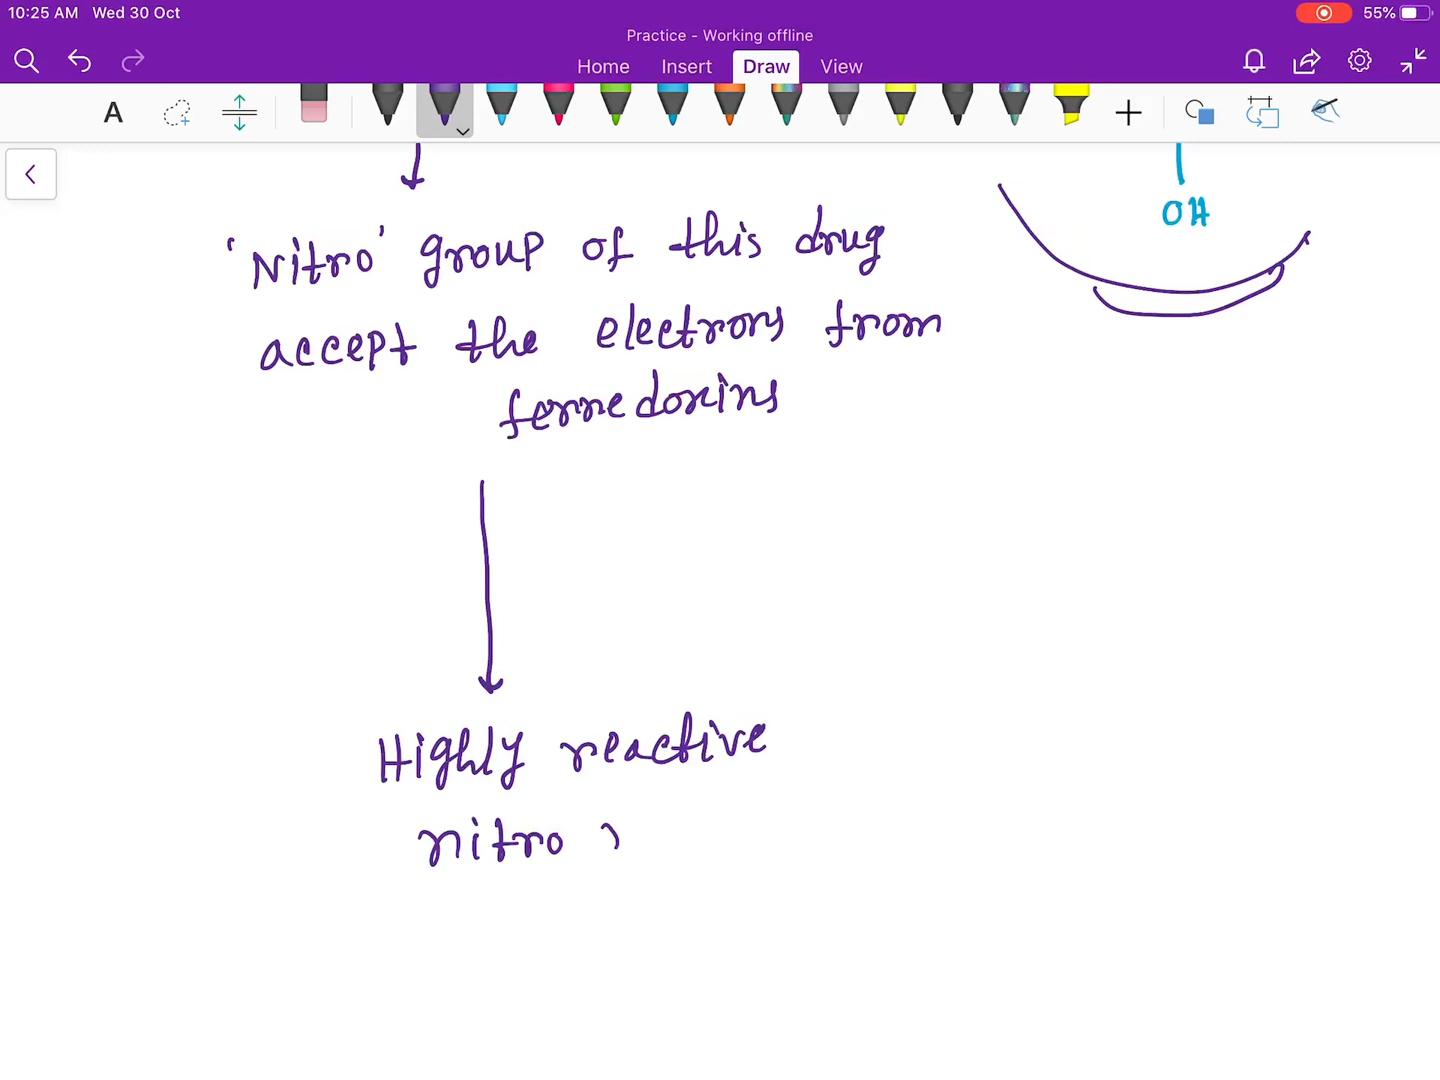 10:25 AM Wed 30 Oct
55%
Practice - Working offline
Home Insert Draw View
A
OH
'Nitro' group of this drug
accept the electrons from
ferredoxins
Highly reactive
nitro